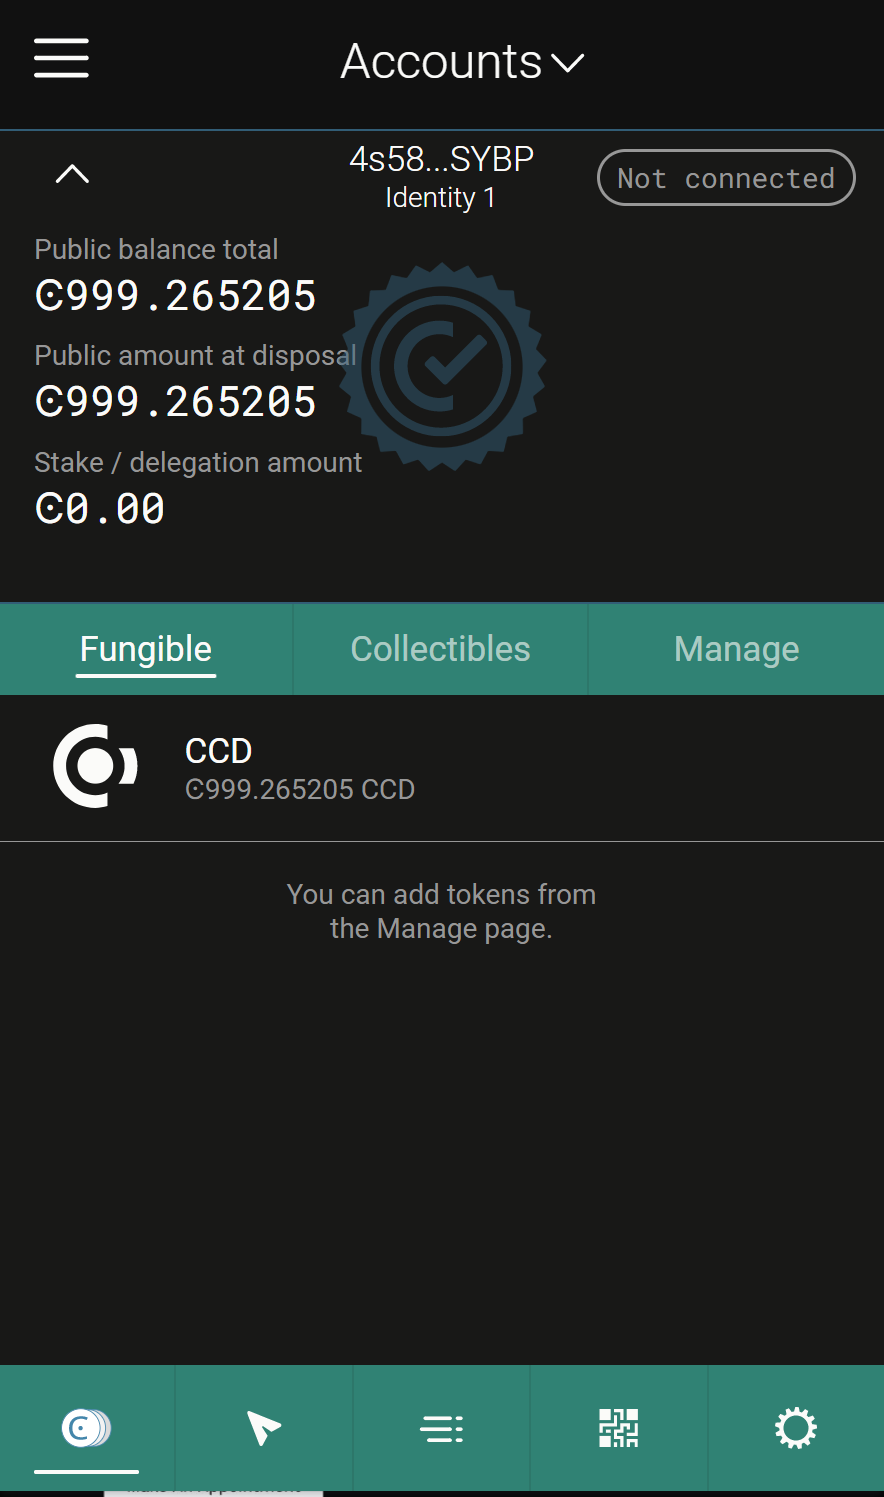 Accounts
4s58...SYBP
Identity 1
Not connected
Public balance total
Ͼ999.265205
Public amount at disposal
Ͼ999.265205
Stake / delegation amount
Ͼ0.00
Fungible
Collectibles
Manage
CCD
Ͼ999.265205 CCD
You can add tokens from
the Manage page.